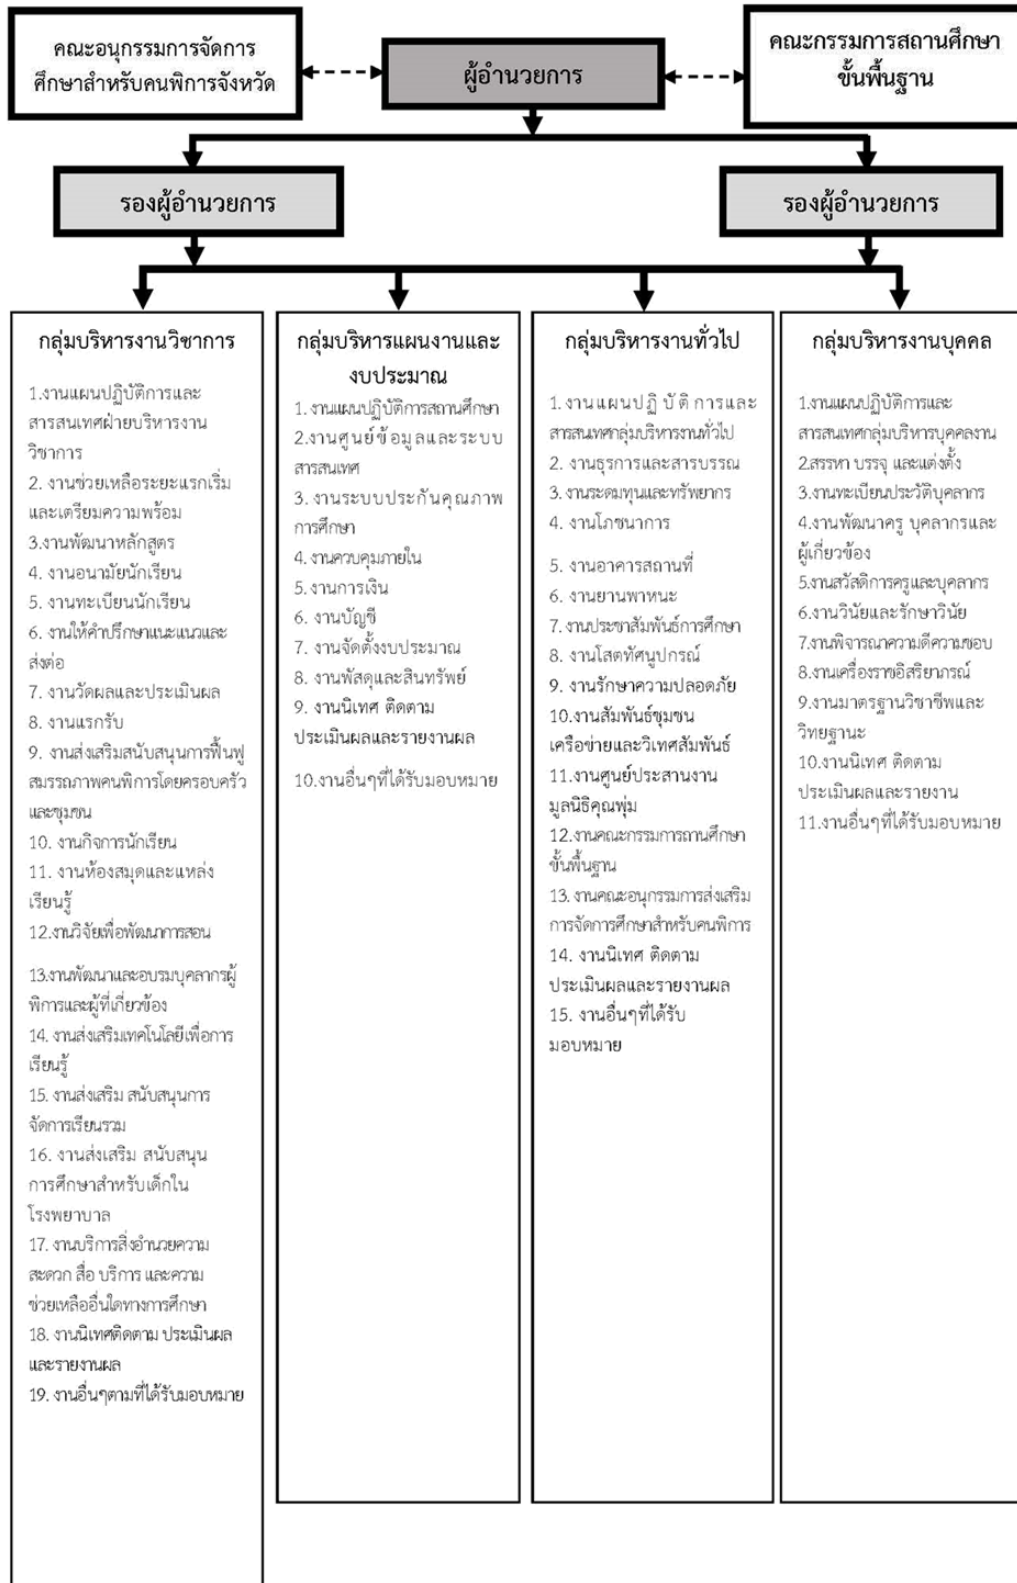 คณะอนุกรรมการจัดการ
ศึกษาสำหรับคนพิการจังหวัด
ผู้อำนวยการ
คณะกรรมการสถานศึกษา
ขั้นพื้นฐาน
รองผู้อำนวยการ
รองผู้อำนวยการ
กลุ่มบริหารงานวิชาการ
1.งานแผนปฏิบัติการและ
สารสนเทศฝ่ายบริหารงาน
วิชาการ
2. งานช่วยเหลือระยะแรกเริ่ม
และเตรียมความพร้อม
3.งานพัฒนาหลักสูตร
4. งานอนามัยนักเรียน
5. งานทะเบียนนักเรียน
6. งานให้คำปรึกษาแนะแนวและ
ส่งต่อ
7. งานวัดผลและประเมินผล
8. งานแรกรับ
9. งานส่งเสริมสนับสนุนการฟื้นฟู
สมรรถภาพคนพิการโดยครอบครัว
และชุมชน
10. งานกิจการนักเรียน
11. งานห้องสมุดและแหล่ง
เรียนรู้
12.งานวิจัยเพื่อพัฒนาการสอน
13.งานพัฒนาและอบรมบุคลากรผู้
พิการและผู้ที่เกี่ยวข้อง
14. งานส่งเสริมเทคโนโลยีเพื่อการ
เรียนรู้
15. งานส่งเสริม สนับสนุนการ
จัดการเรียนรวม
16. งานส่งเสริม สนับสนุน
การศึกษาสำหรับเด็กใน
โรงพยาบาล
17. งานบริการสิ่งอำนวยความ
สะดวก สื่อ บริการ และความ
ช่วยเหลืออื่นใดทางการศึกษา
18. งานนิเทศติดตาม ประเมินผล
และรายงานผล
19. งานอื่นๆตามที่ได้รับมอบหมาย
กลุ่มบริหารแผนงานและ
งบประมาณ
1. งานแผนปฏิบัติการสถานศึกษา
2.งานศูนย์ข้อมูลและระบบ
สารสนเทศ
3. งานระบบประกันคุณภาพ
การศึกษา
4. งานควบคุมภายใน
5. งานการเงิน
6. งานบัญชี
7. งานจัดตั้งงบประมาณ
8. งานพัสดุและสินทรัพย์
9. งานนิเทศ ติดตาม
ประเมินผลและรายงานผล
10.งานอื่นๆที่ได้รับมอบหมาย
กลุ่มบริหารงานทั่วไป
1. งานแผนปฏิบัติการและ
สารสนเทศกลุ่มบริหารงานทั่วไป
2. งานธุรการและสารบรรณ
3. งานระดมทุนและทรัพยากร
4. งานโภชนาการ
5. งานอาคารสถานที่
6. งานยานพาหนะ
7. งานประชาสัมพันธ์การศึกษา
8. งานโสตทัศนูปกรณ์
9. งานรักษาความปลอดภัย
10.งานสัมพันธ์ชุมชน
เครือข่ายและวิเทศสัมพันธ์
11.งานศูนย์ประสานงาน
มูลนิธิคุณพุ่ม
12.งานคณะกรรมการถานศึกษา
ขั้นพื้นฐาน
13. งานคณะอนุกรรมการส่งเสริม
การจัดการศึกษาสำหรับคนพิการ
14. งานนิเทศ ติดตาม
ประเมินผลและรายงานผล
15. งานอื่นๆที่ได้รับ
มอบหมาย
กลุ่มบริหารงานบุคคล
1.งานแผนปฏิบัติการและ
สารสนเทศกลุ่มบริหารบุคคลงาน
2.สรรหา บรรจุ และแต่งตั้ง
3.งานทะเบียนประวัติบุคลากร
4.งานพัฒนาครู บุคลากรและ
ผู้เกี่ยวข้อง
5.งานสวัสดิการครูและบุคลากร
6.งานวินัยและรักษาวินัย
7.งานพิจารณาความดีความชอบ
8.งานเครื่องราชอิสริยาภรณ์
9.งานมาตรฐานวิชาชีพและ
วิทยฐานะ
10.งานนิเทศ ติดตาม
ประเมินผลและรายงาน
11.งานอื่นๆที่ได้รับมอบหมาย